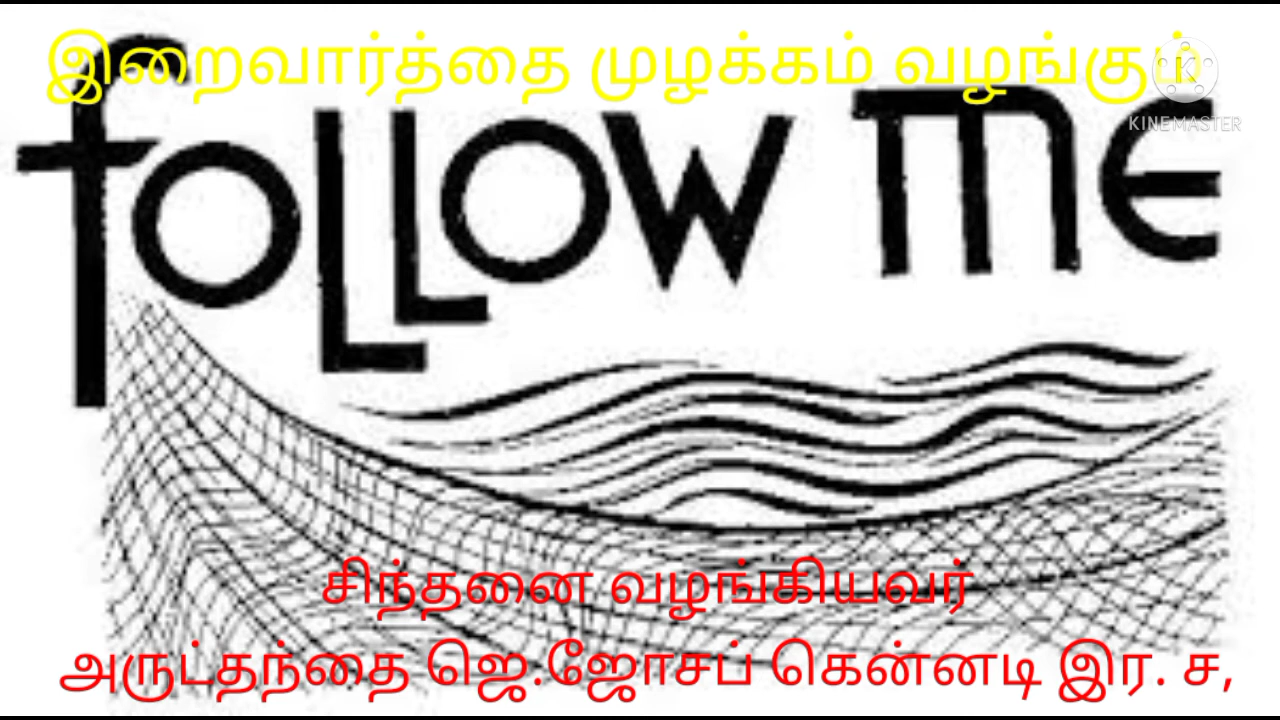 இறைவார்த்தை முழக்கம் வழங்கும்
K
KINEMASTER
foLLOW ME
சிந்தனை வழங்கியவர்
அருட்தந்தை ஜெ.ஜோசப் கென்னடி இர. ச,